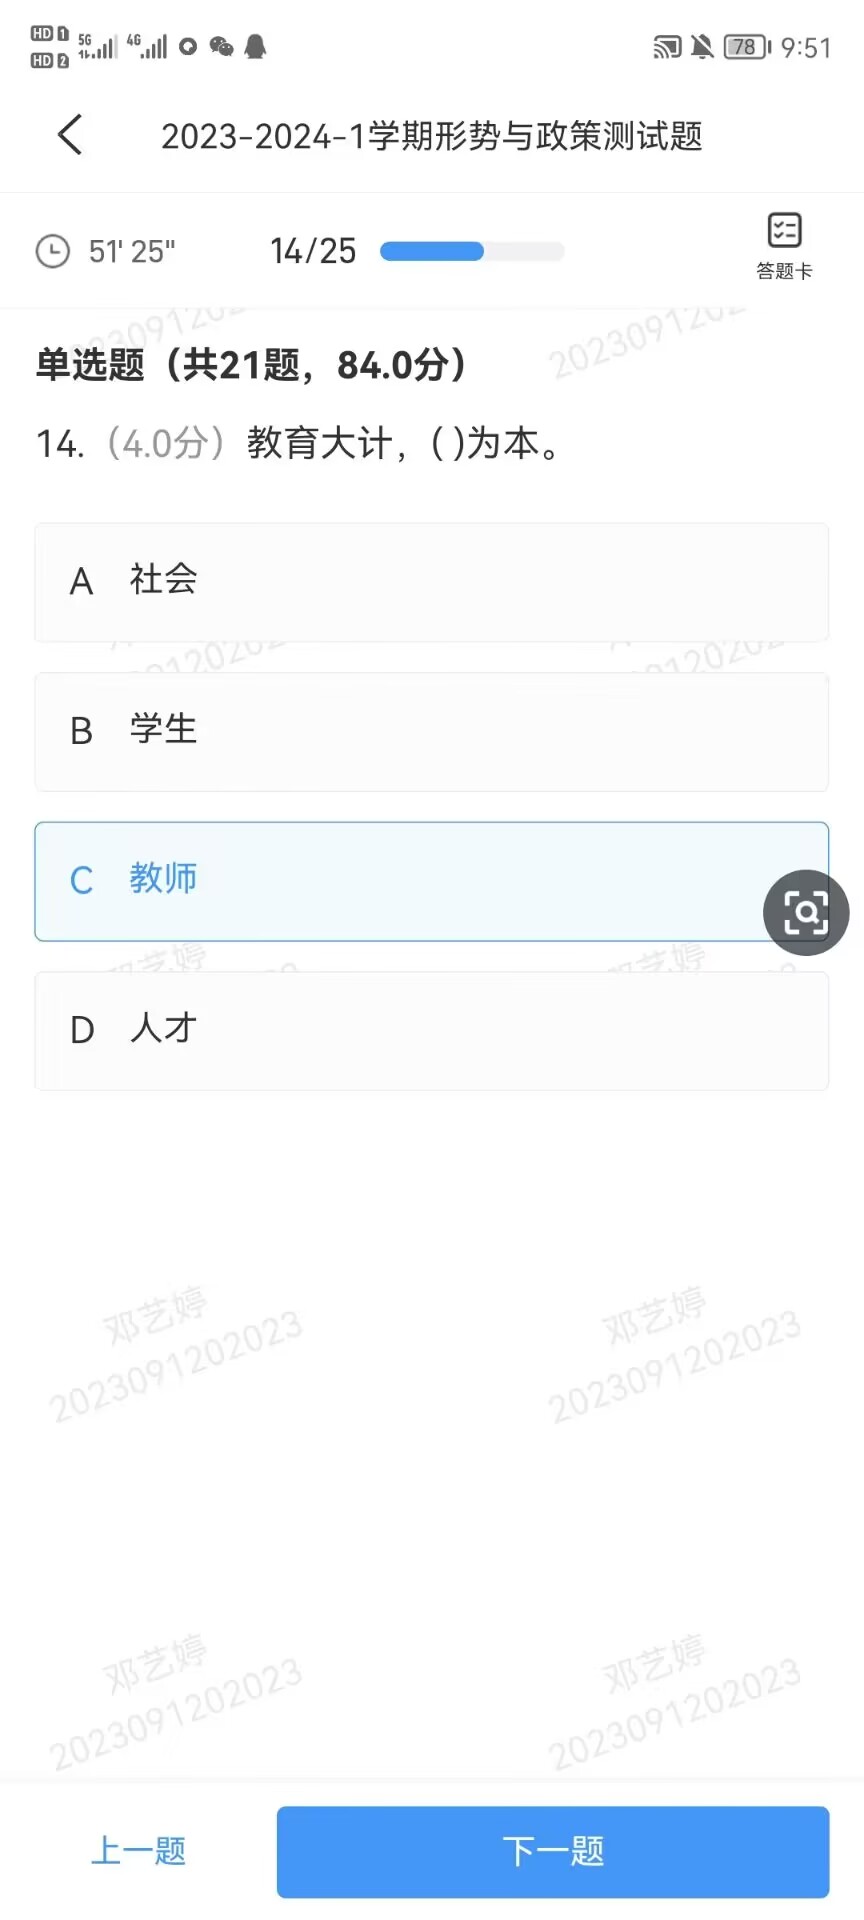 HD 1 5G 4G 78 9:51
HD 2
2023-2024-1学期形势与政策测试题
51' 25" 14/25
答题卡
单选题（共21题，84.0分）
14.（4.0分）教育大计，( )为本。
A 社会
B 学生
C 教师
D 人才
邓艺婷 邓艺婷
2023091202023 2023091202023
邓艺婷 邓艺婷
2023091202023 2023091202023
上一题 下一题